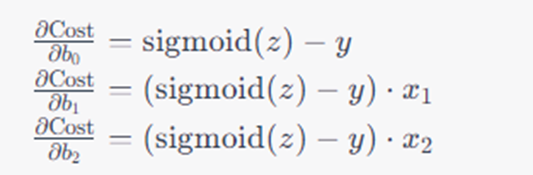 ∂Cost/∂b₀ = sigmoid(z) − y
∂Cost/∂b₁ = (sigmoid(z) − y) · x₁
∂Cost/∂b₂ = (sigmoid(z) − y) · x₂